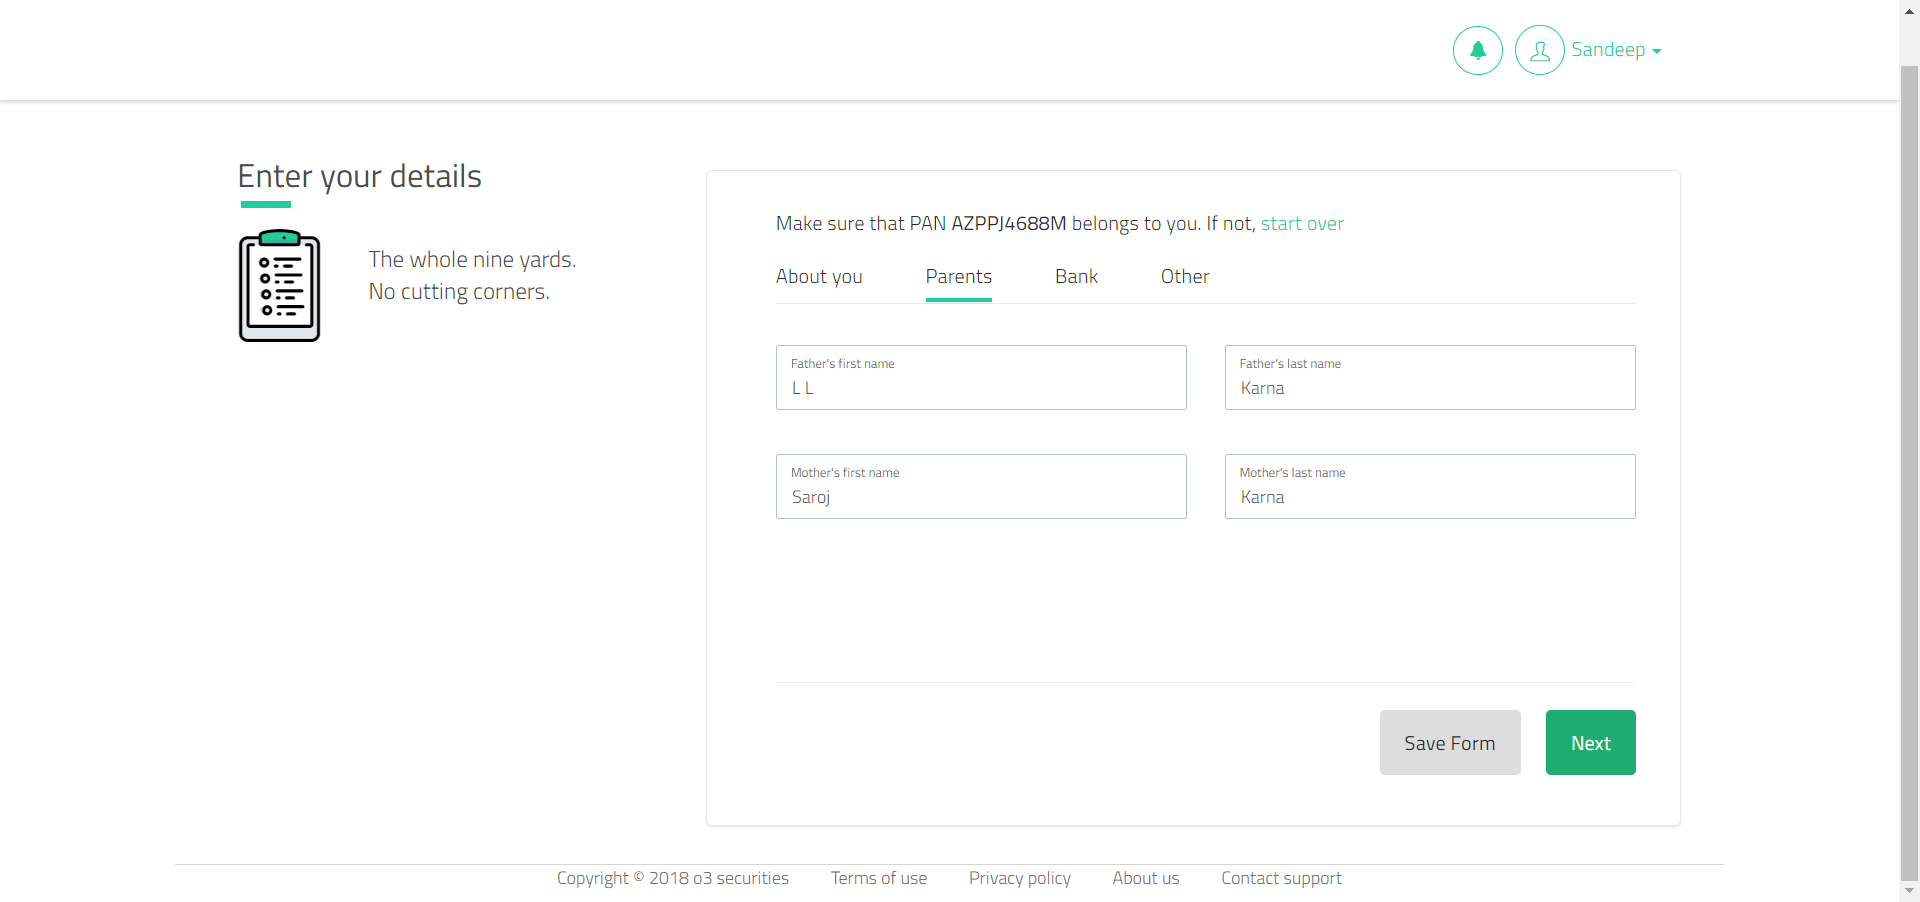 Sandeep
Enter your details
The whole nine yards.
No cutting corners.
Make sure that PAN AZPPJ4688M belongs to you. If not, start over
About you Parents Bank Other
Father's first name
L L
Father's last name
Karna
Mother's first name
Saroj
Mother's last name
Karna
Save Form Next
Copyright © 2018 o3 securities Terms of use Privacy policy About us Contact support